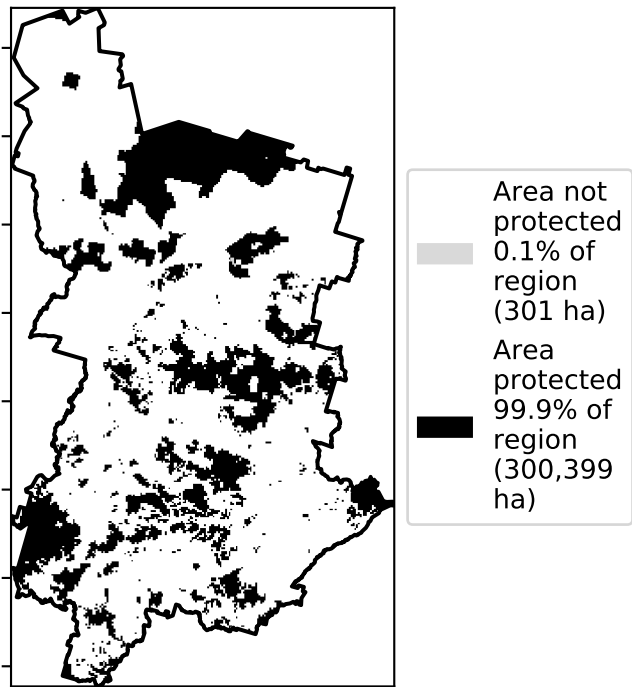 Area not
protected
0.1% of
region
(301 ha)
Area
protected
99.9% of
region
(300,399
ha)